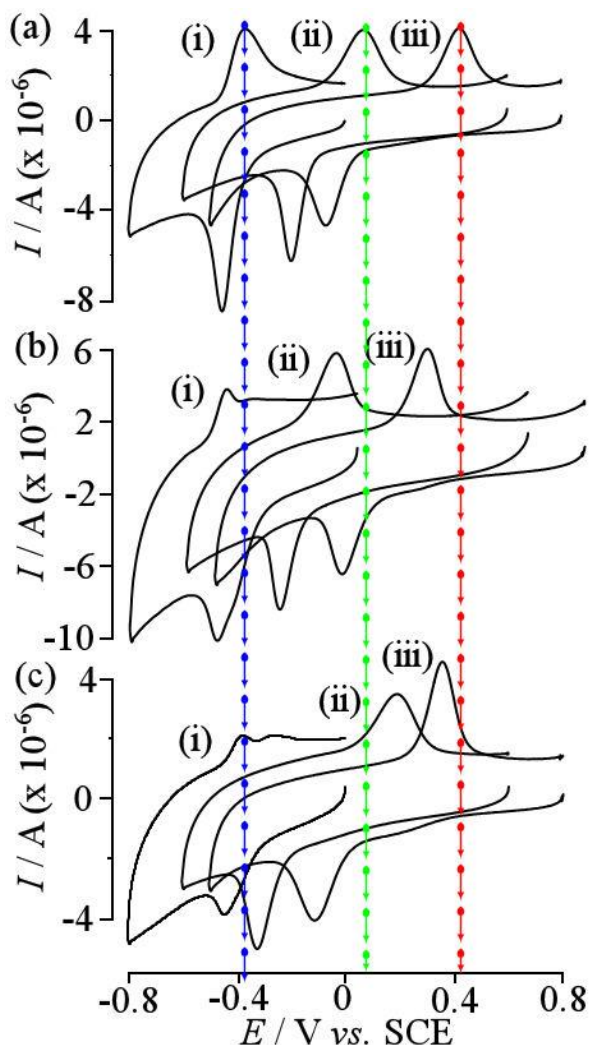 (a)
(i) (ii) (iii)
4
0
-4
-8
I / A (x 10-6)
(b)
(i) (ii) (iii)
6
2
-2
-6
-10
I / A (x 10-6)
(c)
(i) (ii) (iii)
4
0
-4
I / A (x 10-6)
-0.8 -0.4 0 0.4 0.8
E / V vs. SCE